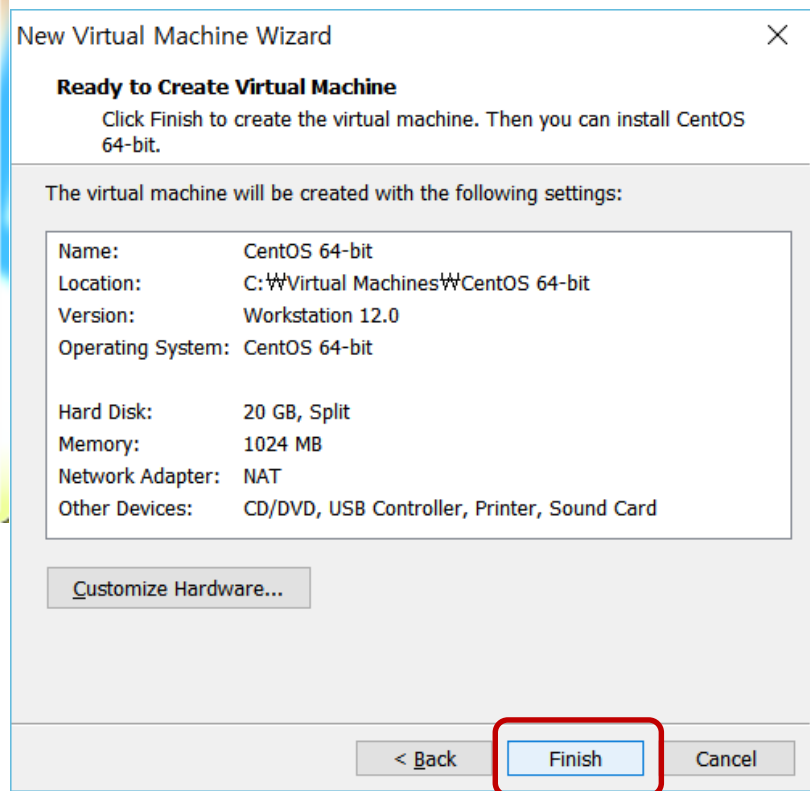 New Virtual Machine Wizard
Ready to Create Virtual Machine
Click Finish to create the virtual machine. Then you can install CentOS
64-bit.
The virtual machine will be created with the following settings:
Name: CentOS 64-bit
Location: C:₩Virtual Machines₩CentOS 64-bit
Version: Workstation 12.0
Operating System: CentOS 64-bit
Hard Disk: 20 GB, Split
Memory: 1024 MB
Network Adapter: NAT
Other Devices: CD/DVD, USB Controller, Printer, Sound Card
Customize Hardware...
< Back Finish Cancel